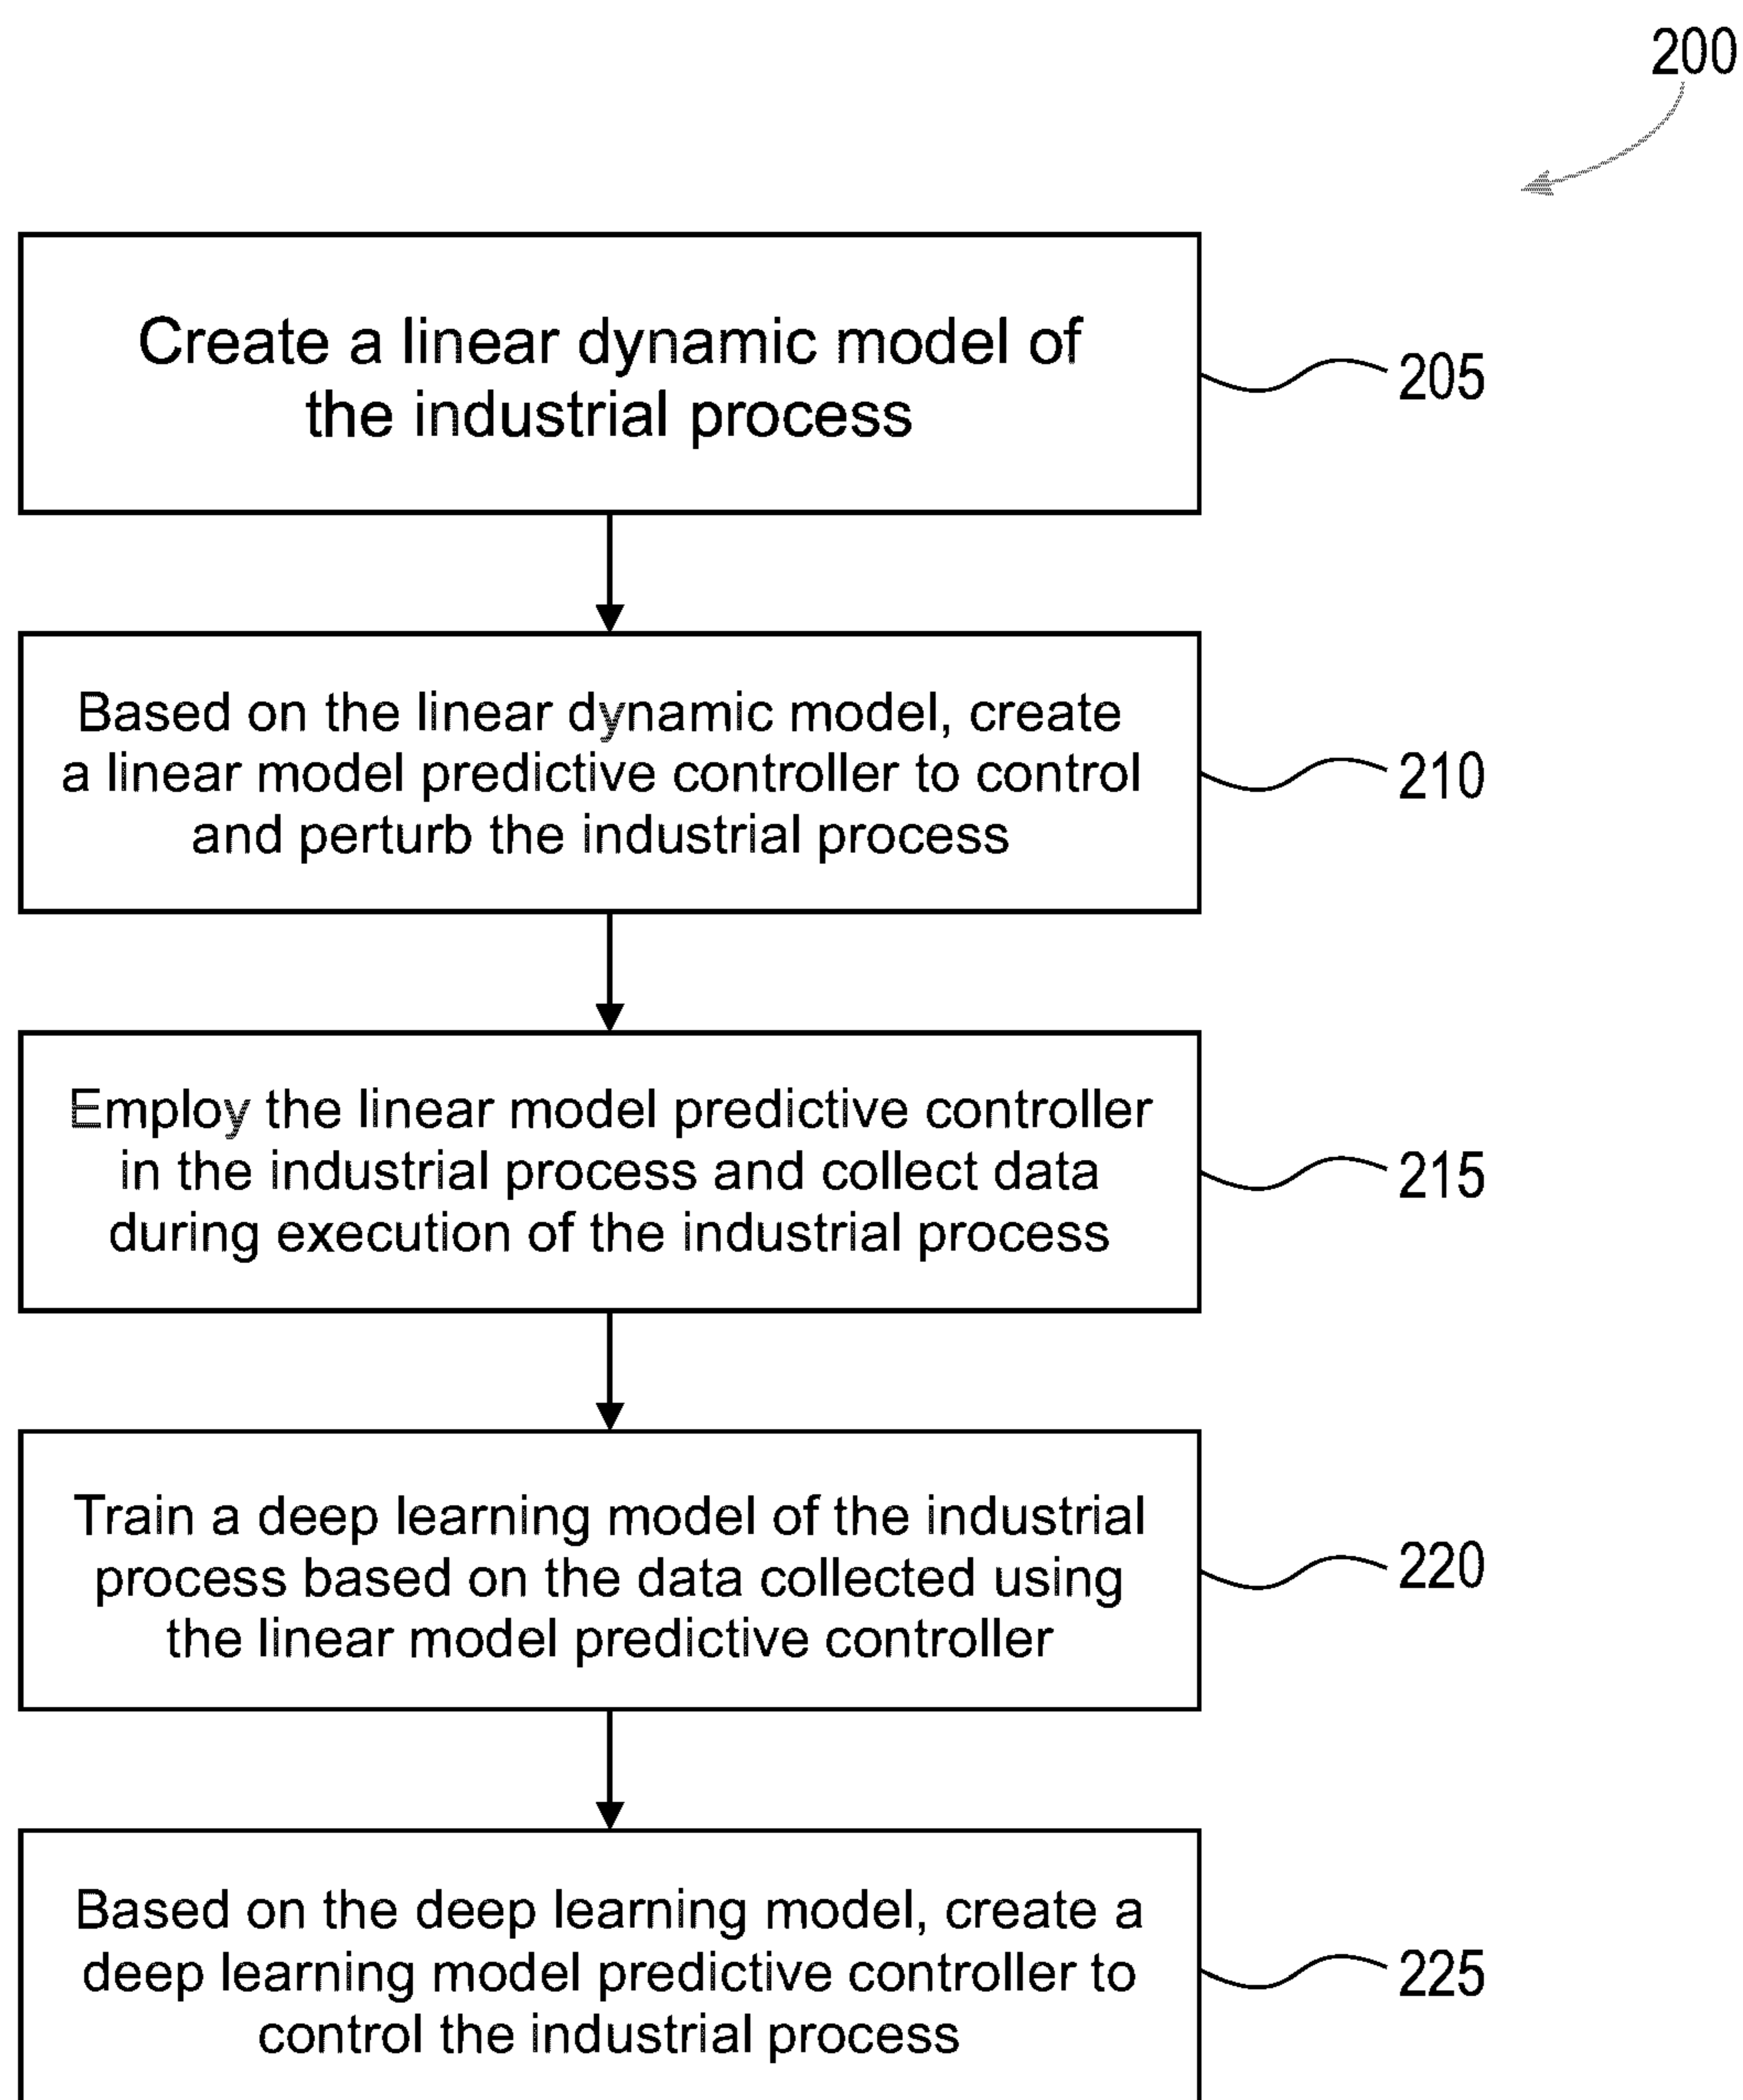 200
Create a linear dynamic model of
the industrial process
205
Based on the linear dynamic model, create
a linear model predictive controller to control
and perturb the industrial process
210
Employ the linear model predictive controller
in the industrial process and collect data
during execution of the industrial process
215
Train a deep learning model of the industrial
process based on the data collected using
the linear model predictive controller
220
Based on the deep learning model, create a
deep learning model predictive controller to
control the industrial process
225